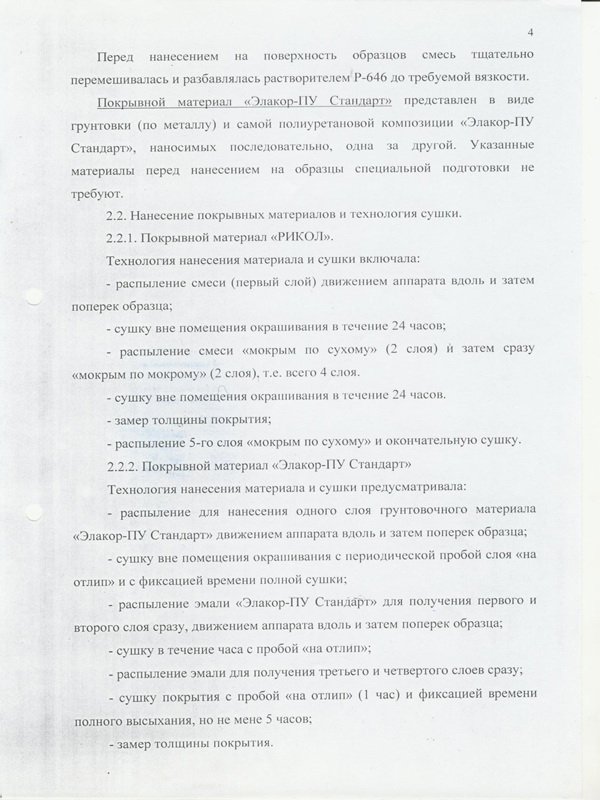 4
Перед нанесением на поверхность образцов смесь тщательно
перемешивалась и разбавлялась растворителем Р-646 до требуемой вязкости.
Покрывной материал «Элакор-ПУ Стандарт» представлен в виде
грунтовки (по металлу) и самой полиуретановой композиции «Элакор-ПУ
Стандарт», наносимых последовательно, одна за другой. Указанные
материалы перед нанесением на образцы специальной подготовки не
требуют.
2.2. Нанесение покрывных материалов и технология сушки.
2.2.1. Покрывной материал «РИКОЛ».
Технология нанесения материала и сушки включала:
- распыление смеси (первый слой) движением аппарата вдоль и затем
поперек образца;
- сушку вне помещения окрашивания в течение 24 часов;
- распыление смеси «мокрым по сухому» (2 слоя) и затем сразу
«мокрым по мокрому» (2 слоя), т.е. всего 4 слоя.
- сушку вне помещения окрашивания в течение 24 часов.
- замер толщины покрытия;
- распыление 5-го слоя «мокрым по сухому» и окончательную сушку.
2.2.2. Покрывной материал «Элакор-ПУ Стандарт»
Технология нанесения материала и сушки предусматривала:
- распыление для нанесения одного слоя грунтовочного материала
«Элакор-ПУ Стандарт» движением аппарата вдоль и затем поперек образца;
- сушку вне помещения окрашивания с периодической пробой слоя «на
отлип» и с фиксацией времени полной сушки;
- распыление эмали «Элакор-ПУ Стандарт» для получения первого и
второго слоя сразу, движением аппарата вдоль и затем поперек образца;
- сушку в течение часа с пробой «на отлип»;
- распыление эмали для получения третьего и четвертого слоев сразу;
- сушку покрытия с пробой «на отлип» (1 час) и фиксацией времени
полного высыхания, но не мене 5 часов;
- замер толщины покрытия.